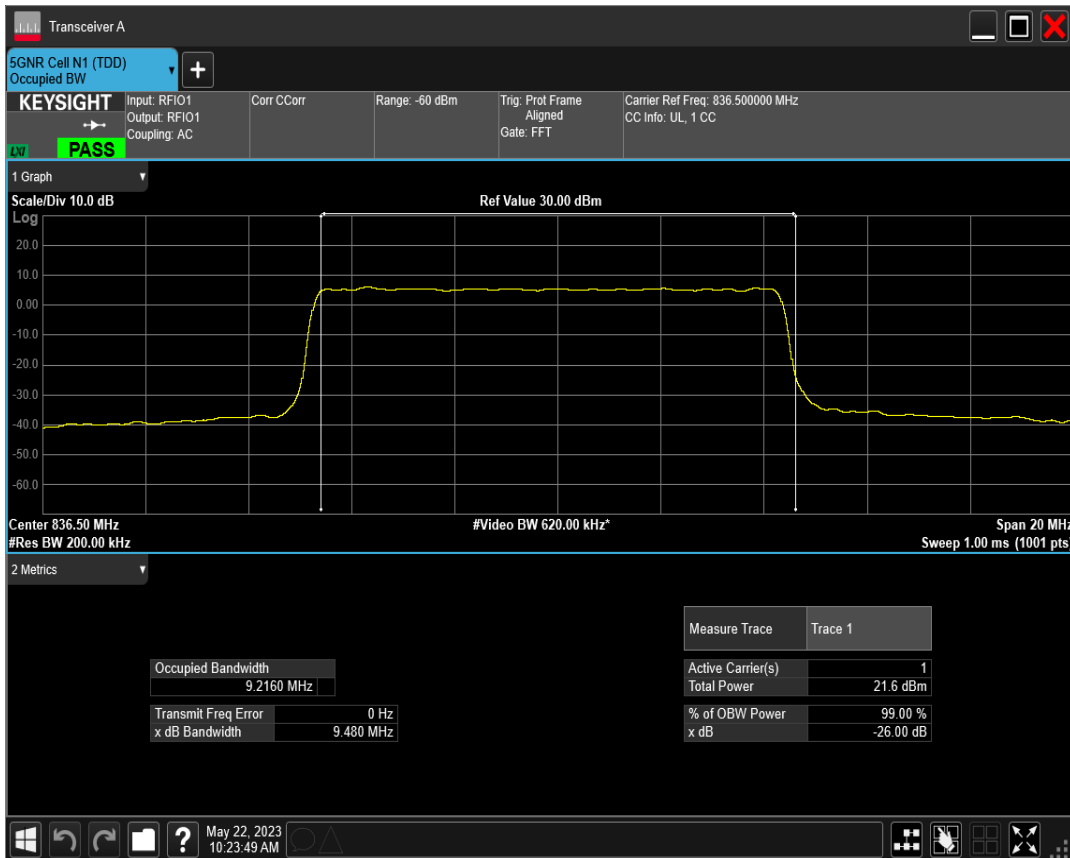 Transceiver A
5GNR Cell N1 (TDD)
Occupied BW
+
KEYSIGHT
LXI
PASS
Input: RFIO1
Output: RFIO1
Coupling: AC
Corr CCorr
Range: -60 dBm
Trig: Prot Frame
Aligned
Gate: FFT
Carrier Ref Freq: 836.500000 MHz
CC Info: UL, 1 CC
1 Graph
Scale/Div 10.0 dB
Ref Value 30.00 dBm
Log
20.0
10.0
0.00
-10.0
-20.0
-30.0
-40.0
-50.0
-60.0
Center 836.50 MHz
#Video BW 620.00 kHz*
Span 20 MHz
#Res BW 200.00 kHz
Sweep 1.00 ms (1001 pts)
2 Metrics
Measure Trace Trace 1
Occupied Bandwidth
9.2160 MHz
Active Carrier(s) 1
Total Power 21.6 dBm
Transmit Freq Error 0 Hz
x dB Bandwidth 9.480 MHz
% of OBW Power 99.00 %
x dB -26.00 dB
?
May 22, 2023
10:23:49 AM